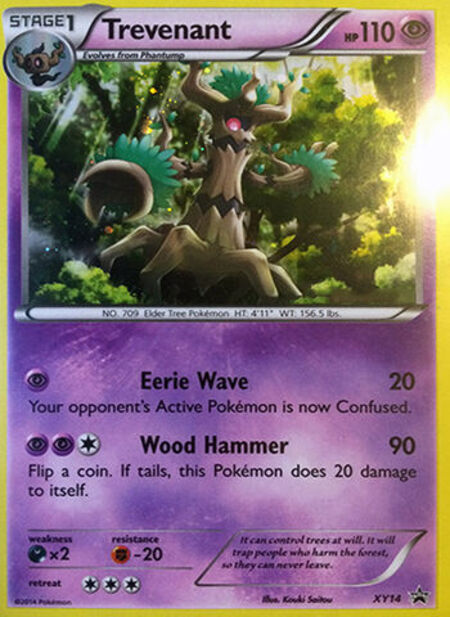 STAGE1
Trevenant
HP110
Evolves from Phantump
NO. 709 Elder Tree Pokémon HT: 4'11" WT: 156.5 lbs.
Eerie Wave 20
Your opponent's Active Pokémon is now Confused.
Wood Hammer 90
Flip a coin. If tails, this Pokémon does 20 damage
to itself.
weakness resistance
×2 -20
retreat
It can control trees at will. It will
trap people who harm the forest,
so they can never leave.
©2014 Pokémon Illus. Kouki Saitou XY14